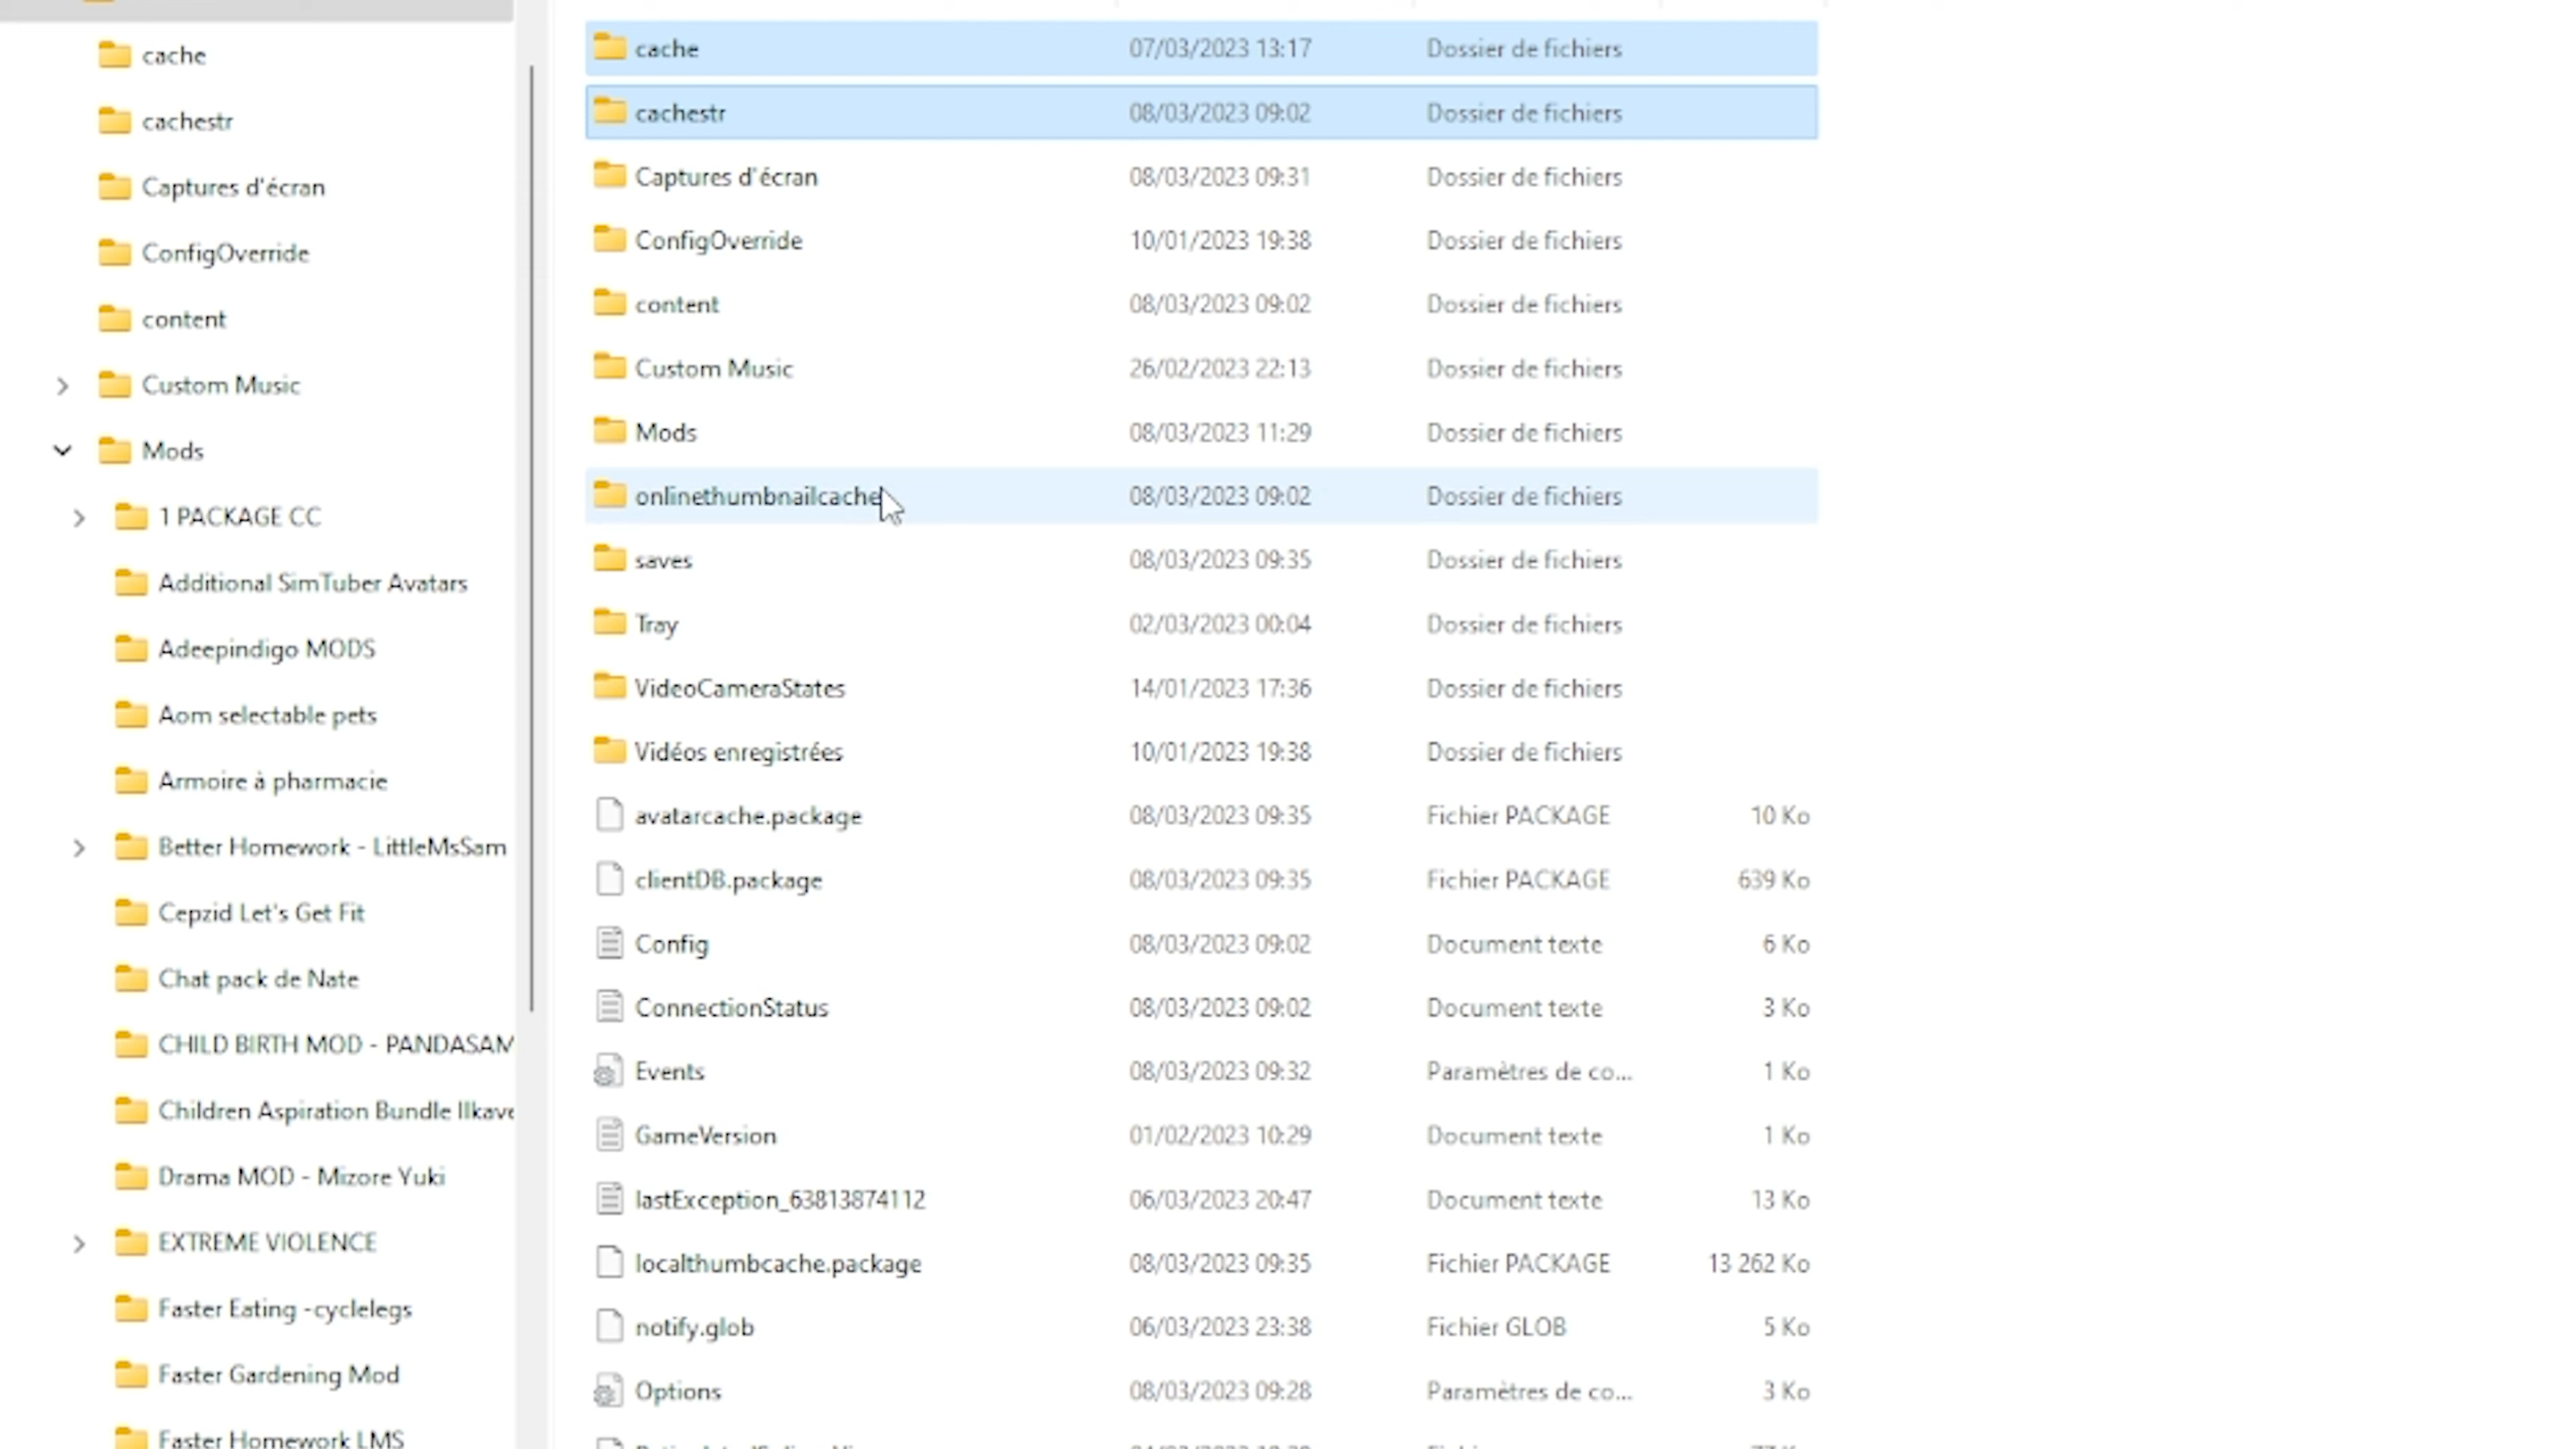 cache
cachestr
Captures d'écran
ConfigOverride
content
Custom Music
Mods
1 PACKAGE CC
Additional SimTuber Avatars
Adeepindigo MODS
Aom selectable pets
Armoire à pharmacie
Better Homework - LittleMsSam
Cepzid Let's Get Fit
Chat pack de Nate
CHILD BIRTH MOD - PANDASAM
Children Aspiration Bundle
Drama MOD - Mizore Yuki
EXTREME VIOLENCE
Faster Eating -cyclelegs
Faster Gardening Mod
Faster Homework LMS
cache 07/03/2023 13:17 Dossier de fichiers
cachestr 08/03/2023 09:02 Dossier de fichiers
Captures d'écran 08/03/2023 09:31 Dossier de fichiers
ConfigOverride 10/01/2023 19:38 Dossier de fichiers
content 08/03/2023 09:02 Dossier de fichiers
Custom Music 26/02/2023 22:13 Dossier de fichiers
Mods 08/03/2023 11:29 Dossier de fichiers
onlinethumbnailcache 08/03/2023 09:02 Dossier de fichiers
saves 08/03/2023 09:35 Dossier de fichiers
Tray 02/03/2023 00:04 Dossier de fichiers
VideoCameraStates 14/01/2023 17:36 Dossier de fichiers
Vidéos enregistrées 10/01/2023 19:38 Dossier de fichiers
avatarcache.package 08/03/2023 09:35 Fichier PACKAGE 10 Ko
clientDB.package 08/03/2023 09:35 Fichier PACKAGE 639 Ko
Config 08/03/2023 09:02 Document texte 6 Ko
ConnectionStatus 08/03/2023 09:02 Document texte 3 Ko
Events 08/03/2023 09:32 Paramètres de co... 1 Ko
GameVersion 01/02/2023 10:29 Document texte 1 Ko
lastException_63813874112 06/03/2023 20:47 Document texte 13 Ko
localthumbcache.package 08/03/2023 09:35 Fichier PACKAGE 13 262 Ko
notify.glob 06/03/2023 23:38 Fichier GLOB 5 Ko
Options 08/03/2023 09:28 Paramètres de co... 3 Ko